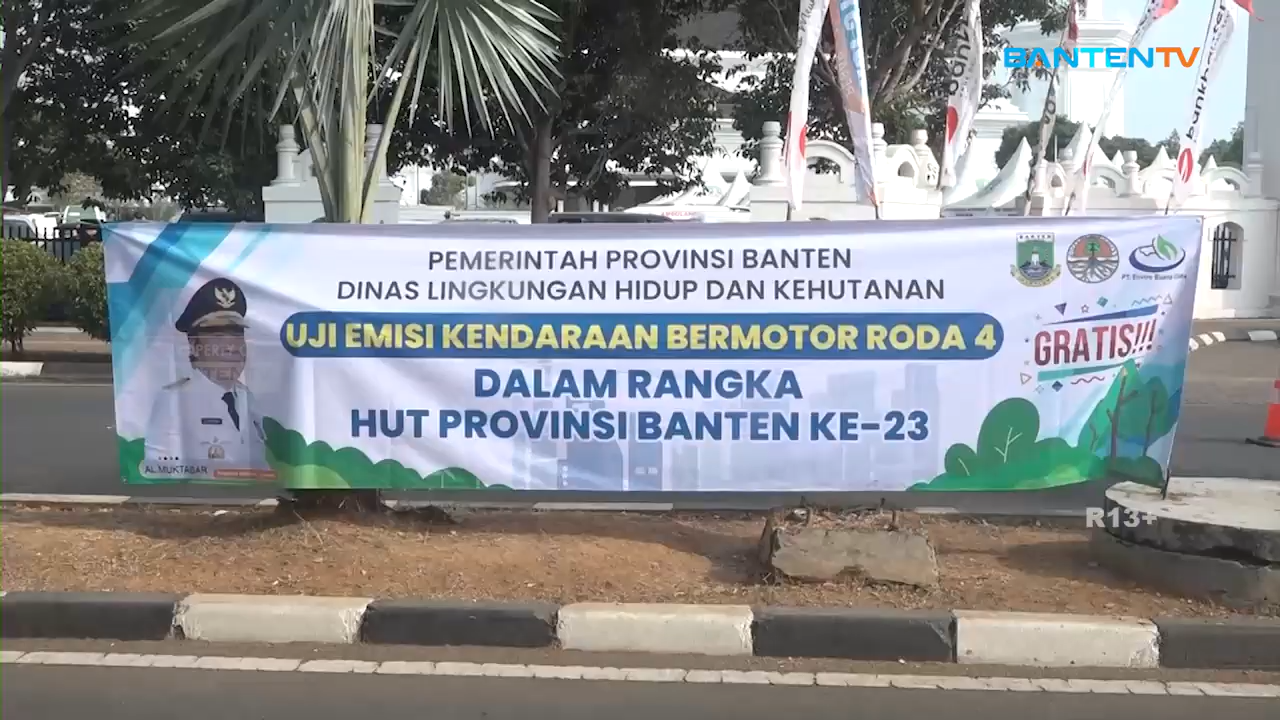 BANTENTV
PEMERINTAH PROVINSI BANTEN
DINAS LINGKUNGAN HIDUP DAN KEHUTANAN
UJI EMISI KENDARAAN BERMOTOR RODA 4
DALAM RANGKA
HUT PROVINSI BANTEN KE-23
BANTEN
GRATIS!!!
AL MUKTABAR
R13+